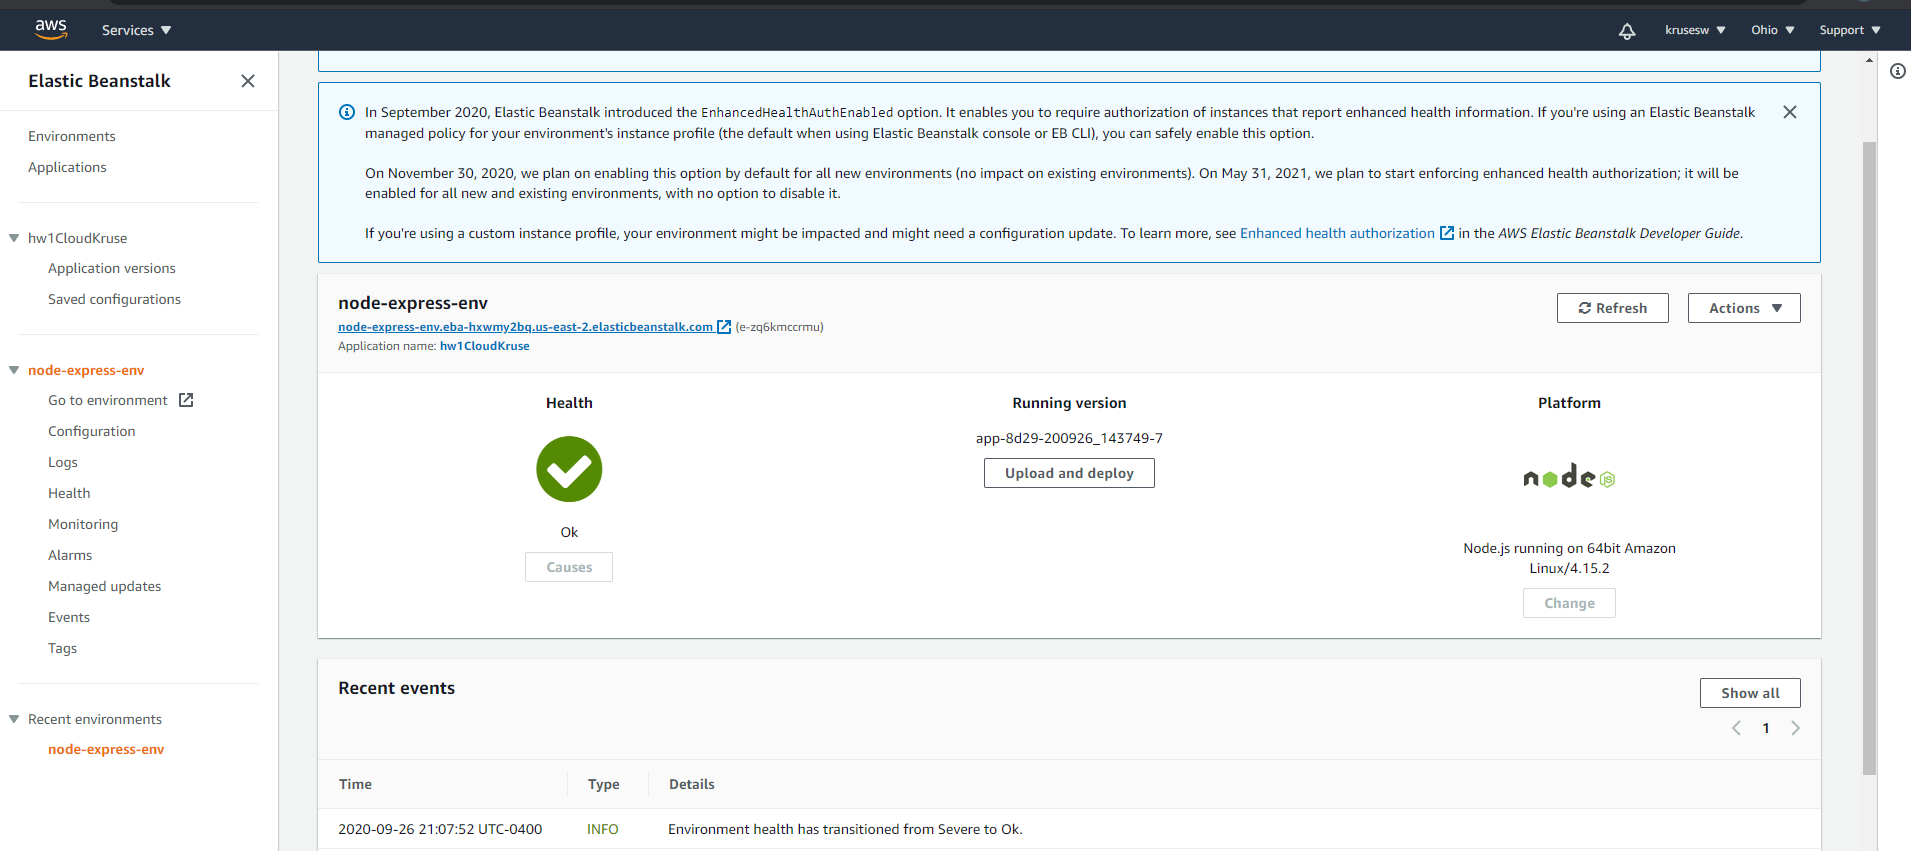 aws
Services
krusesw
Ohio
Support
Elastic Beanstalk
Environments
Applications
hw1CloudKruse
Application versions
Saved configurations
node-express-env
Go to environment
Configuration
Logs
Health
Monitoring
Alarms
Managed updates
Events
Tags
Recent environments
node-express-env
In September 2020, Elastic Beanstalk introduced the EnhancedHealthAuthEnabled option. It enables you to require authorization of instances that report enhanced health information. If you're using an Elastic Beanstalk
managed policy for your environment's instance profile (the default when using Elastic Beanstalk console or EB CLI), you can safely enable this option.
On November 30, 2020, we plan on enabling this option by default for all new environments (no impact on existing environments). On May 31, 2021, we plan to start enforcing enhanced health authorization; it will be
enabled for all new and existing environments, with no option to disable it.
If you're using a custom instance profile, your environment might be impacted and might need a configuration update. To learn more, see Enhanced health authorization in the AWS Elastic Beanstalk Developer Guide.
node-express-env
node-express-env.eba-hxwmy2bq.us-east-2.elasticbeanstalk.com (e-zq6kmccrmu)
Application name: hw1CloudKruse
Refresh
Actions
Health
Ok
Causes
Running version
app-8d29-200926_143749-7
Upload and deploy
Platform
node JS
Node.js running on 64bit Amazon
Linux/4.15.2
Change
Recent events
Show all
1
Time Type Details
2020-09-26 21:07:52 UTC-0400 INFO Environment health has transitioned from Severe to Ok.